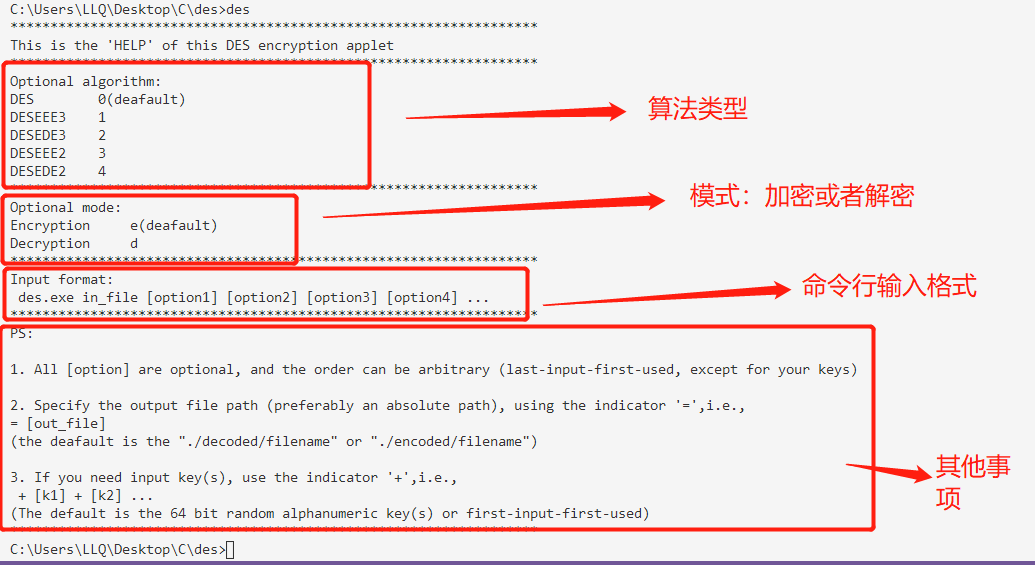 C:\Users\LLQ\Desktop\C\des>des
******************************************************************
This is the 'HELP' of this DES encryption applet
******************************************************************
Optional algorithm:
DES 0(deafault)
DESEEE3 1
DESEDE3 2
DESEEE2 3
DESEDE2 4
算法类型
******************************************************************
Optional mode:
Encryption e(deafault)
Decryption d
模式：加密或者解密
******************************************************************
Input format:
des.exe in_file [option1] [option2] [option3] [option4] ...
命令行输入格式
******************************************************************
PS:
1. All [option] are optional, and the order can be arbitrary (last-input-first-used, except for your keys)
2. Specify the output file path (preferably an absolute path), using the indicator '=',i.e.,
= [out_file]
(the deafault is the "./decoded/filename" or "./encoded/filename")
3. If you need input key(s), use the indicator '+',i.e.,
+ [k1] + [k2] ...
(The default is the 64 bit random alphanumeric key(s) or first-input-first-used)
其他事
项
******************************************************************
C:\Users\LLQ\Desktop\C\des>